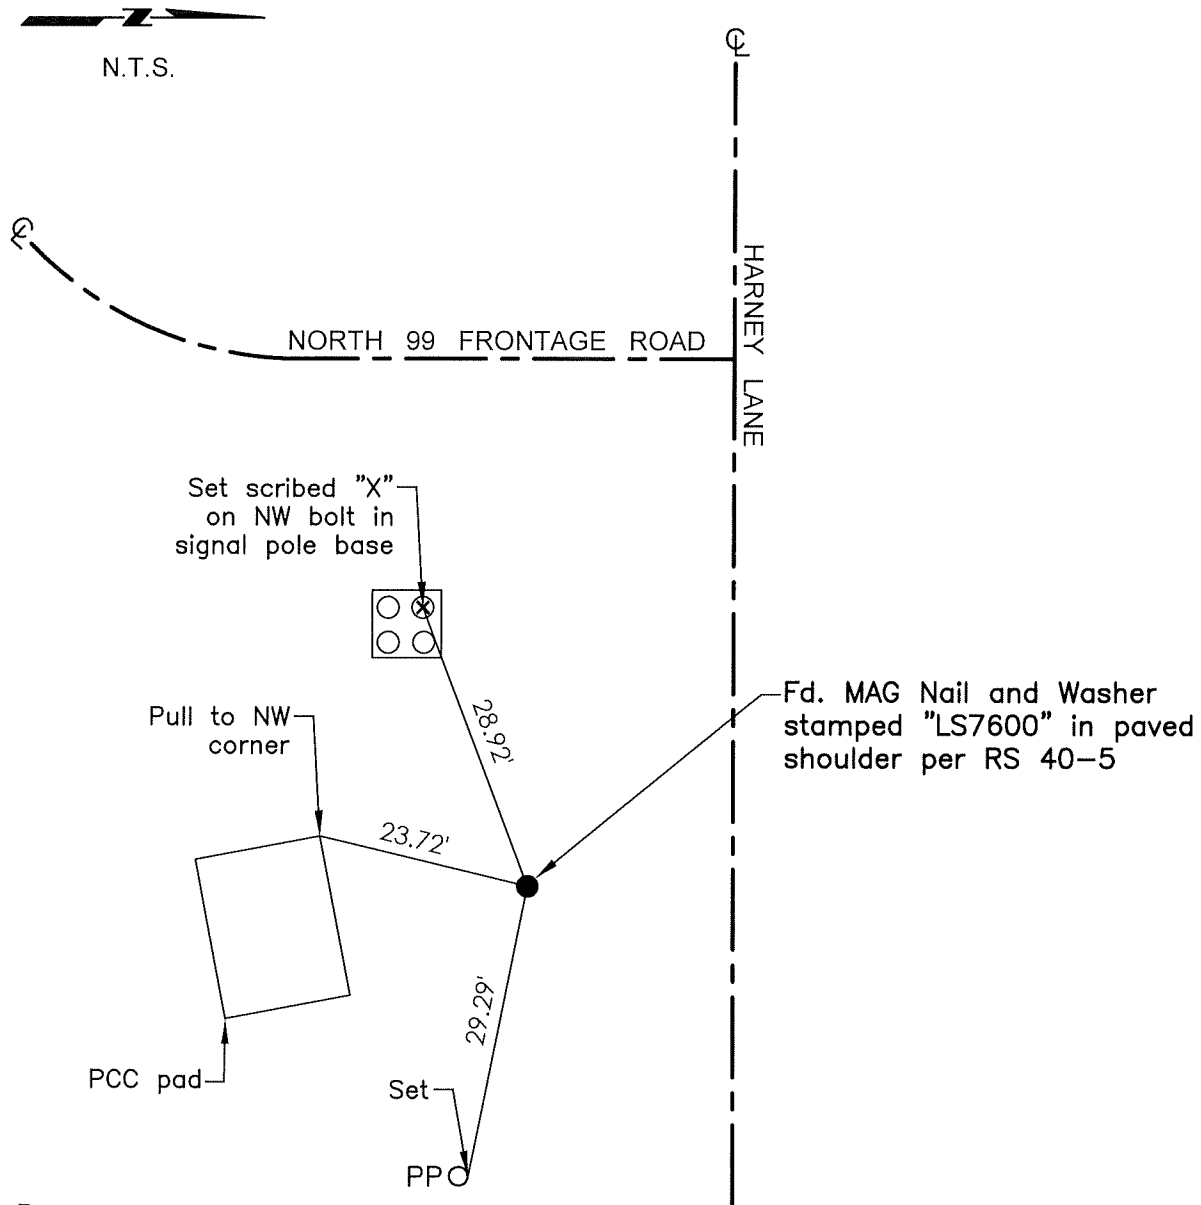 Z
N.T.S.
℄
℄
NORTH 99 FRONTAGE ROAD
HARNEY LANE
Set scribed "X"
on NW bolt in
signal pole base
X
28.92'
Fd. MAG Nail and Washer
stamped "LS7600" in paved
shoulder per RS 40-5
Pull to NW
corner
23.72'
29.29'
PCC pad
Set
PP